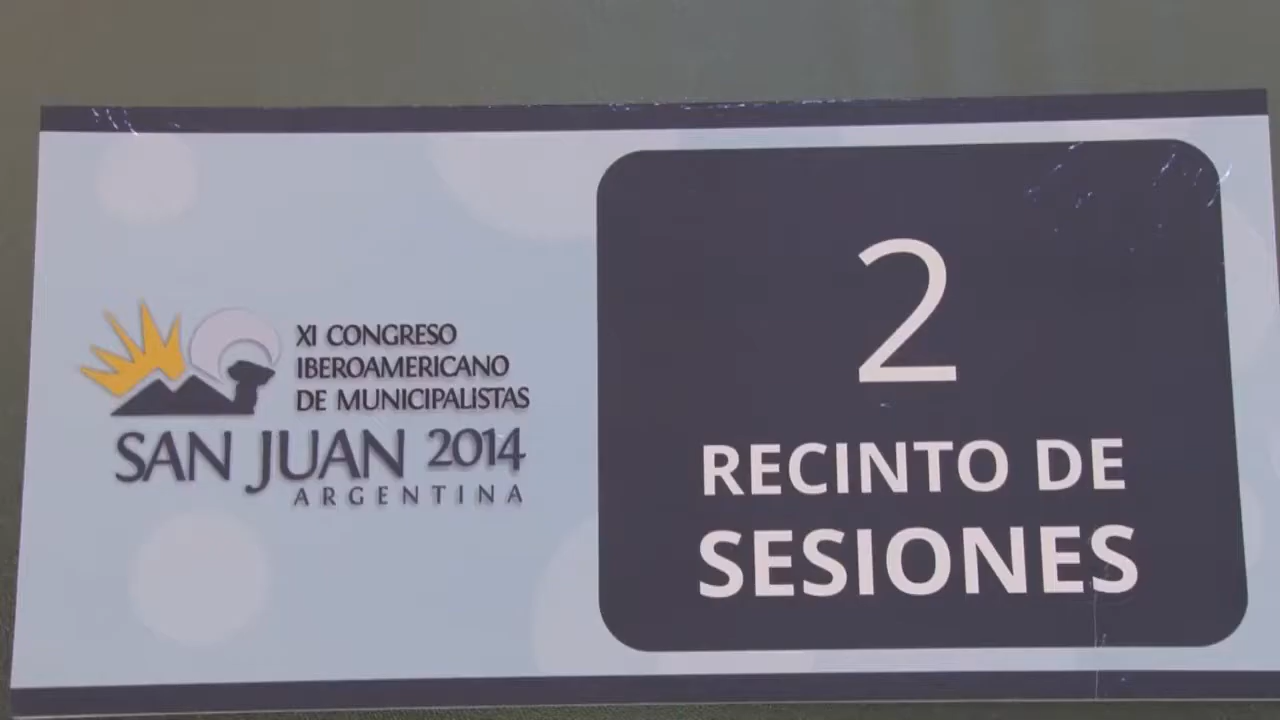 XI CONGRESO
IBEROAMERICANO
DE MUNICIPALISTAS
SAN JUAN 2014
ARGENTINA
2
RECINTO DE
SESIONES